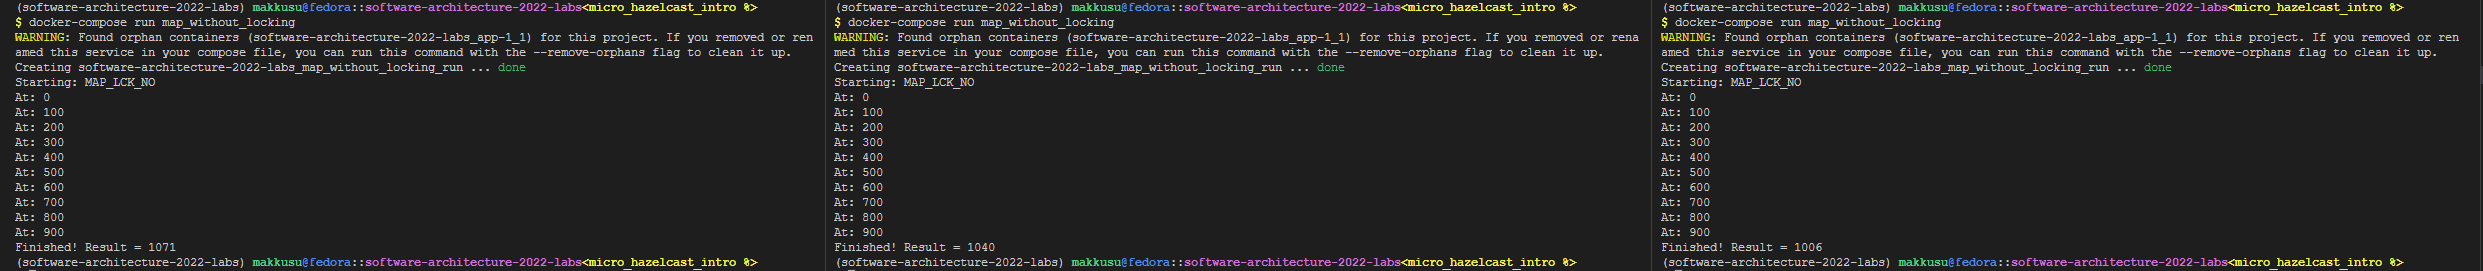 (software-architecture-2022-labs) makkusu@fedora::software-architecture-2022-labs<micro_hazelcast_intro %>
$ docker-compose run map_without_locking
WARNING: Found orphan containers (software-architecture-2022-labs_app-1_1) for this project. If you removed or ren
amed this service in your compose file, you can run this command with the --remove-orphans flag to clean it up.
Creating software-architecture-2022-labs_map_without_locking_run ... done
Starting: MAP_LCK_NO
At: 0
At: 100
At: 200
At: 300
At: 400
At: 500
At: 600
At: 700
At: 800
At: 900
Finished! Result = 1071
(software-architecture-2022-labs) makkusu@fedora::software-architecture-2022-labs<micro_hazelcast_intro %>
(software-architecture-2022-labs) makkusu@fedora::software-architecture-2022-labs<micro_hazelcast_intro %>
$ docker-compose run map_without_locking
WARNING: Found orphan containers (software-architecture-2022-labs_app-1_1) for this project. If you removed or rena
med this service in your compose file, you can run this command with the --remove-orphans flag to clean it up.
Creating software-architecture-2022-labs_map_without_locking_run ... done
Starting: MAP_LCK_NO
At: 0
At: 100
At: 200
At: 300
At: 400
At: 500
At: 600
At: 700
At: 800
At: 900
Finished! Result = 1040
(software-architecture-2022-labs) makkusu@fedora::software-architecture-2022-labs<micro_hazelcast_intro %>
(software-architecture-2022-labs) makkusu@fedora::software-architecture-2022-labs<micro_hazelcast_intro %>
$ docker-compose run map_without_locking
WARNING: Found orphan containers (software-architecture-2022-labs_app-1_1) for this project. If you removed or ren
amed this service in your compose file, you can run this command with the --remove-orphans flag to clean it up.
Creating software-architecture-2022-labs_map_without_locking_run ... done
Starting: MAP_LCK_NO
At: 0
At: 100
At: 200
At: 300
At: 400
At: 500
At: 600
At: 700
At: 800
At: 900
Finished! Result = 1006
(software-architecture-2022-labs) makkusu@fedora::software-architecture-2022-labs<micro_hazelcast_intro %>